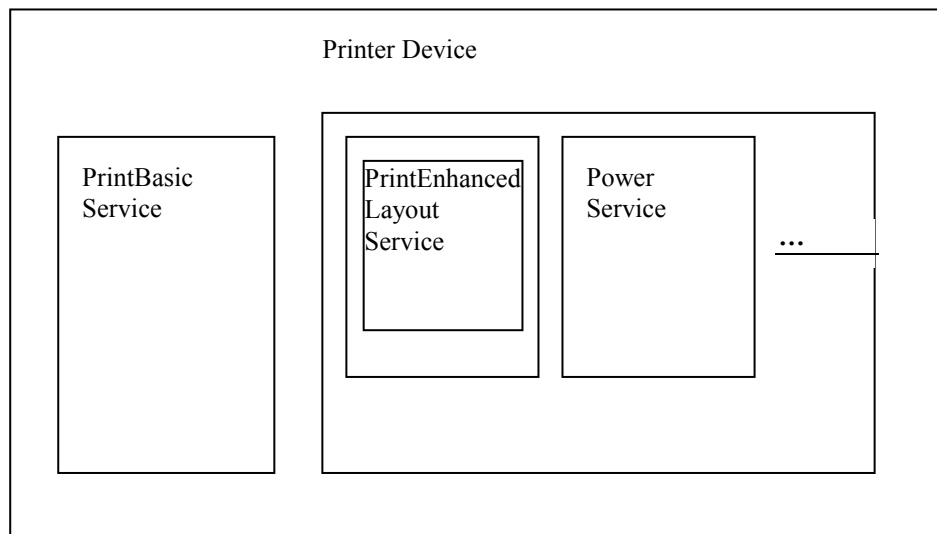 Printer Device
PrintBasic
Service
PrintEnhanced
Layout
Service
Power
Service
...